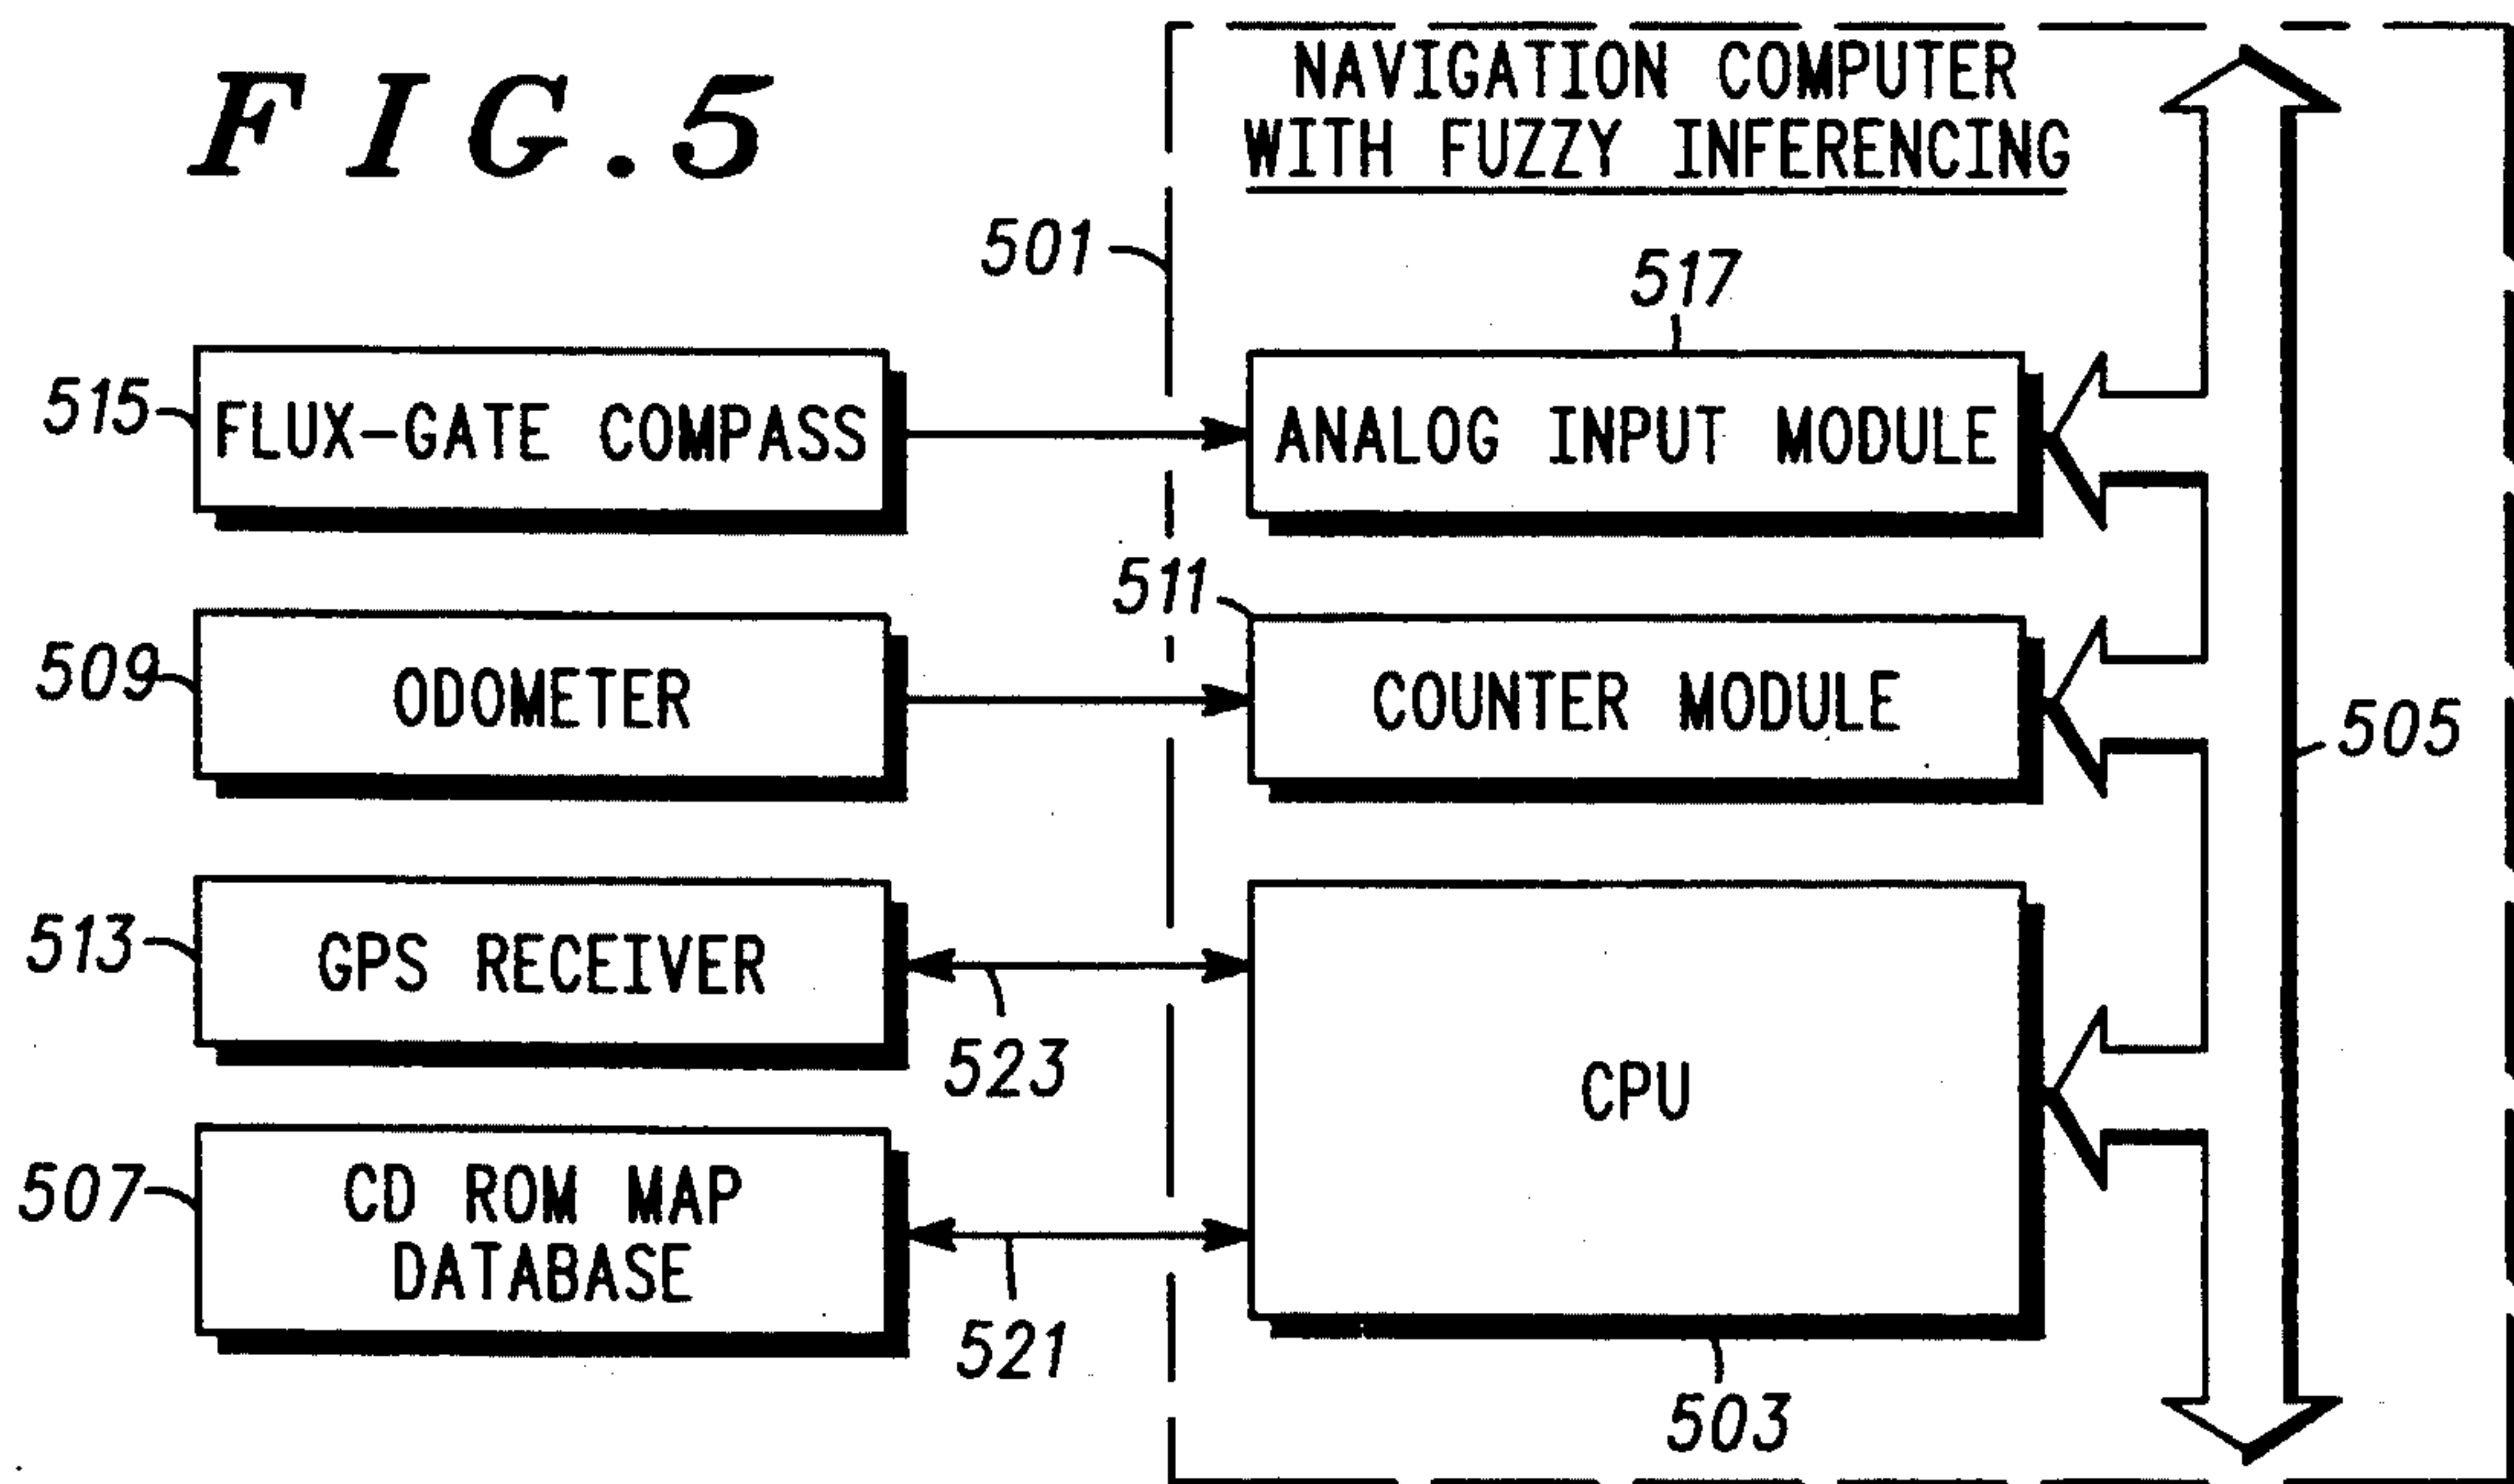 FIG.5
NAVIGATION COMPUTER
WITH FUZZY INFERENCING
501
517
515
FLUX-GATE COMPASS
ANALOG INPUT MODULE
511
509
ODOMETER
COUNTER MODULE
505
513
GPS RECEIVER
523
CPU
507
CD ROM MAP
DATABASE
521
503